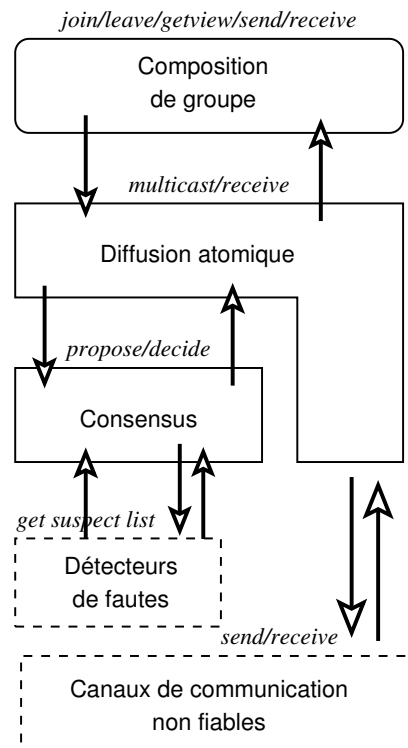 join/leave/getview/send/receive
Composition
de groupe
multicast/receive
Diffusion atomique
propose/decide
Consensus
get suspect list
Détecteurs
de fautes
send/receive
Canaux de communication
non fiables